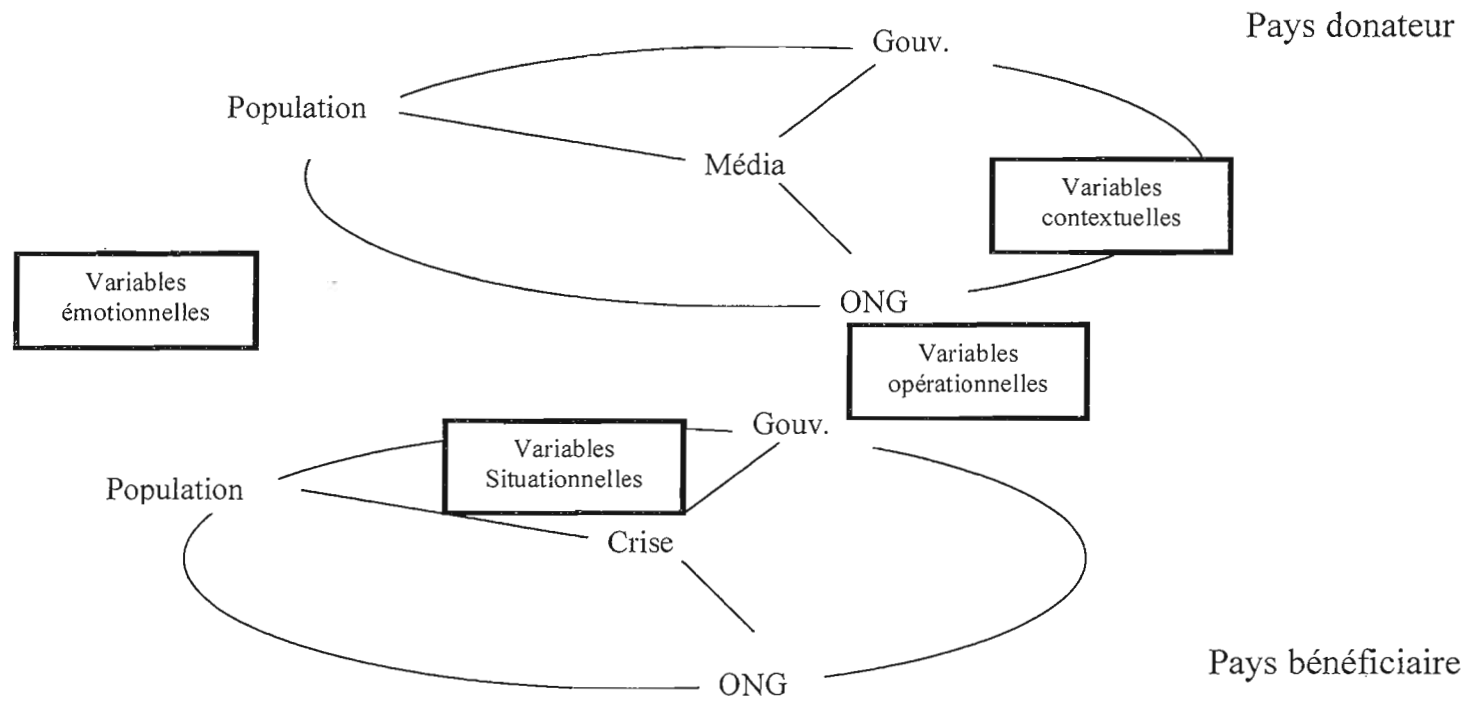 Pays donateur
Gouv.
Population
Média
Variables
contextuelles
Variables
émotionnelles
ONG
Variables
opérationnelles
Gouv.
Variables
Situationnelles
Population
Crise
Pays bénéficiaire
ONG